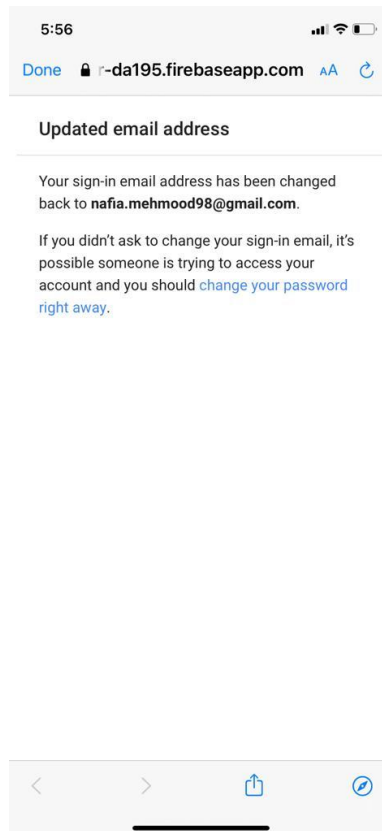 5:56
Done r-da195.firebaseapp.com AA
Updated email address
Your sign-in email address has been changed
back to nafia.mehmood98@gmail.com.
If you didn't ask to change your sign-in email, it's
possible someone is trying to access your
account and you should change your password
right away.